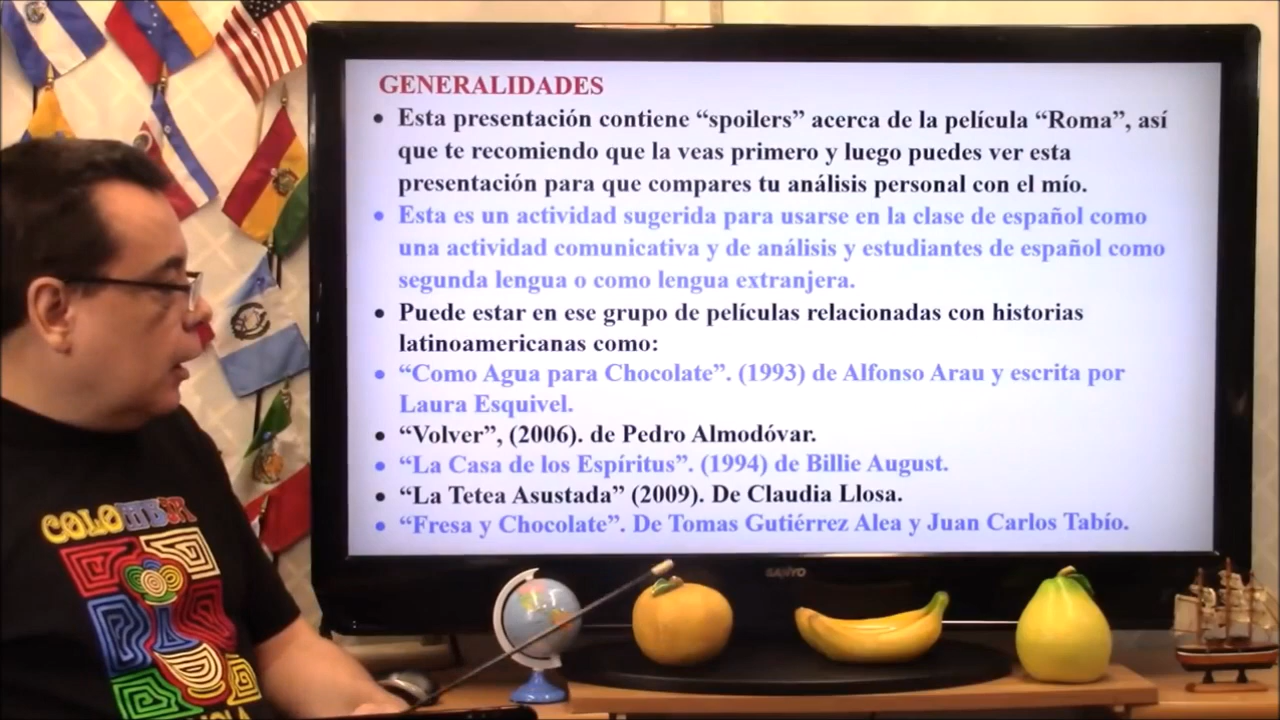 GENERALIDADES
• Esta presentación contiene “spoilers” acerca de la película “Roma”, así
que te recomiendo que la veas primero y luego puedes ver esta
presentación para que compares tu análisis personal con el mío.
• Esta es un actividad sugerida para usarse en la clase de español como
una actividad comunicativa y de análisis y estudiantes de español como
segunda lengua o como lengua extranjera.
• Puede estar en ese grupo de películas relacionadas con historias
latinoamericanas como:
• “Como Agua para Chocolate”. (1993) de Alfonso Arau y escrita por
Laura Esquivel.
• “Volver”, (2006). de Pedro Almodóvar.
• “La Casa de los Espíritus”. (1994) de Billie August.
• “La Tetea Asustada” (2009). De Claudia Llosa.
• “Fresa y Chocolate”. De Tomas Gutiérrez Alea y Juan Carlos Tabío.
SANYO